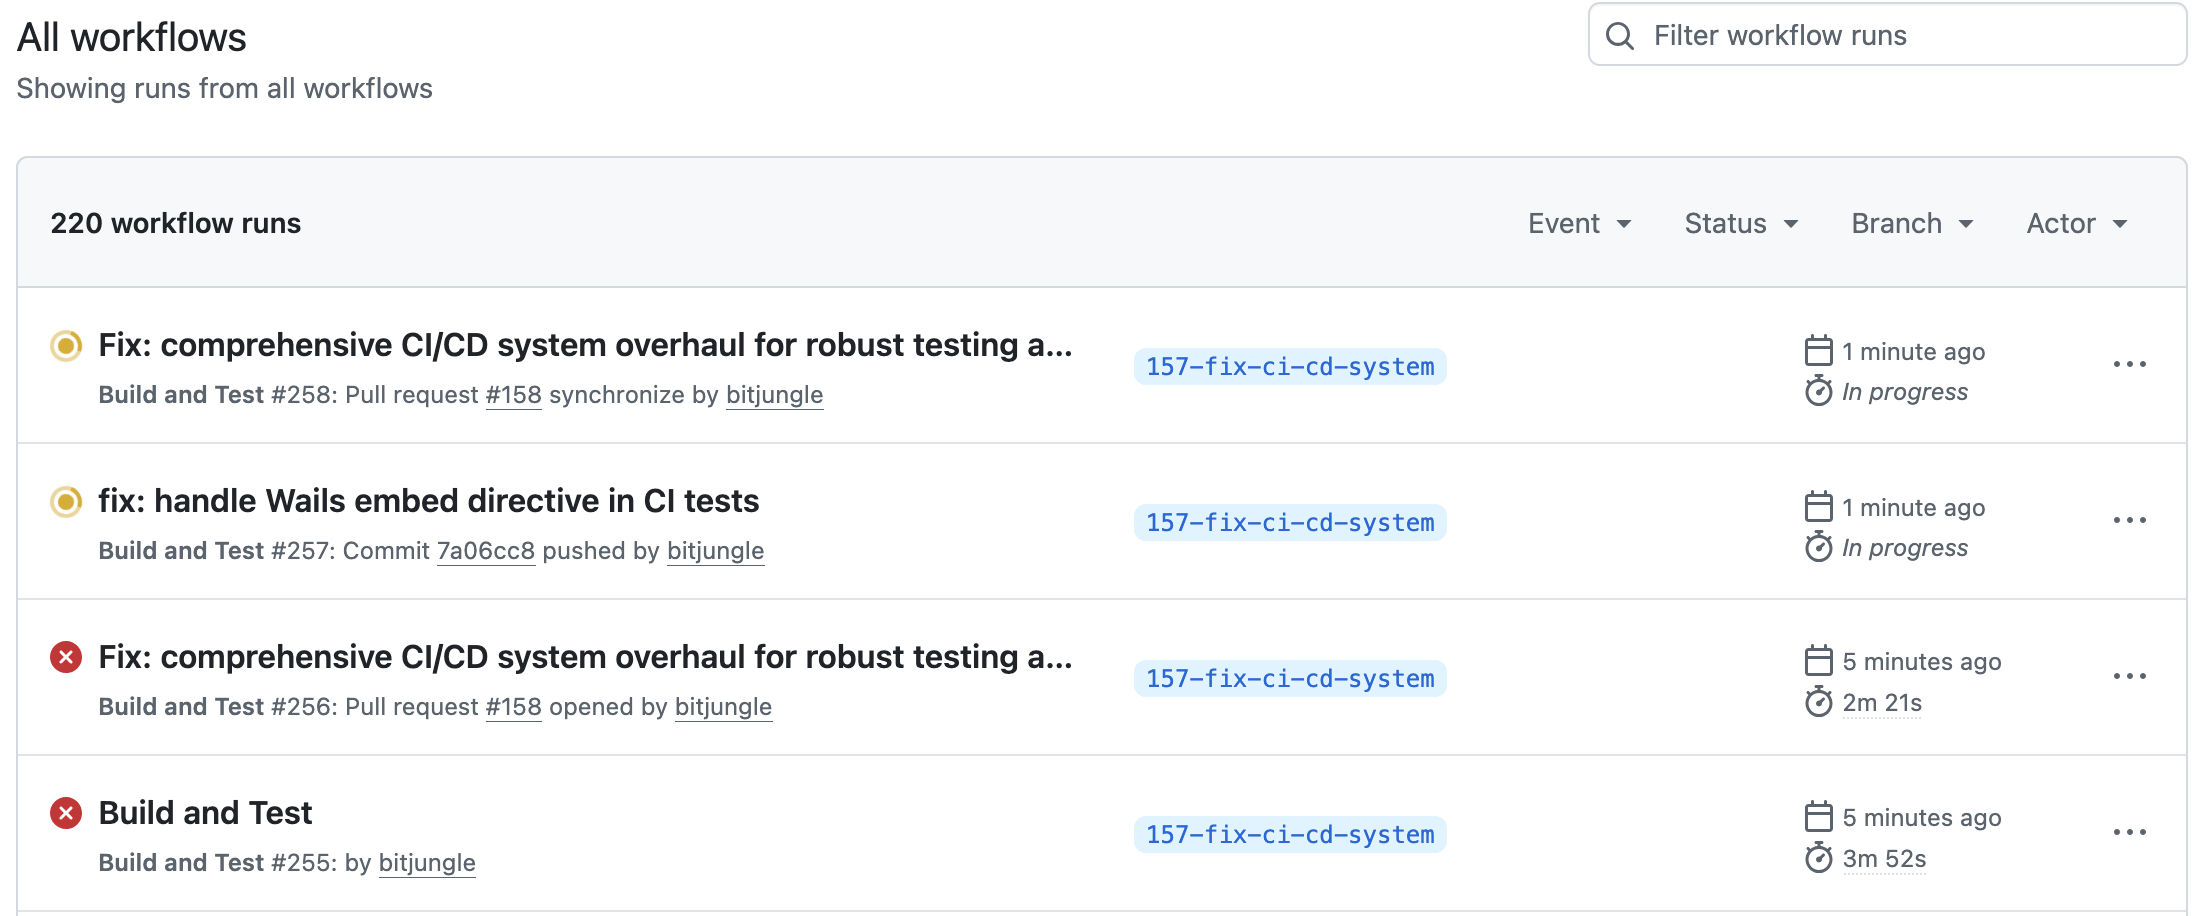 All workflows
Filter workflow runs
Showing runs from all workflows
220 workflow runs
Event
Status
Branch
Actor
Fix: comprehensive CI/CD system overhaul for robust testing a...
Build and Test #258: Pull request #158 synchronize by bitjungle
157-fix-ci-cd-system
1 minute ago
In progress
fix: handle Wails embed directive in CI tests
Build and Test #257: Commit 7a06cc8 pushed by bitjungle
157-fix-ci-cd-system
1 minute ago
In progress
Fix: comprehensive CI/CD system overhaul for robust testing a...
Build and Test #256: Pull request #158 opened by bitjungle
157-fix-ci-cd-system
5 minutes ago
2m 21s
Build and Test
Build and Test #255: by bitjungle
157-fix-ci-cd-system
5 minutes ago
3m 52s